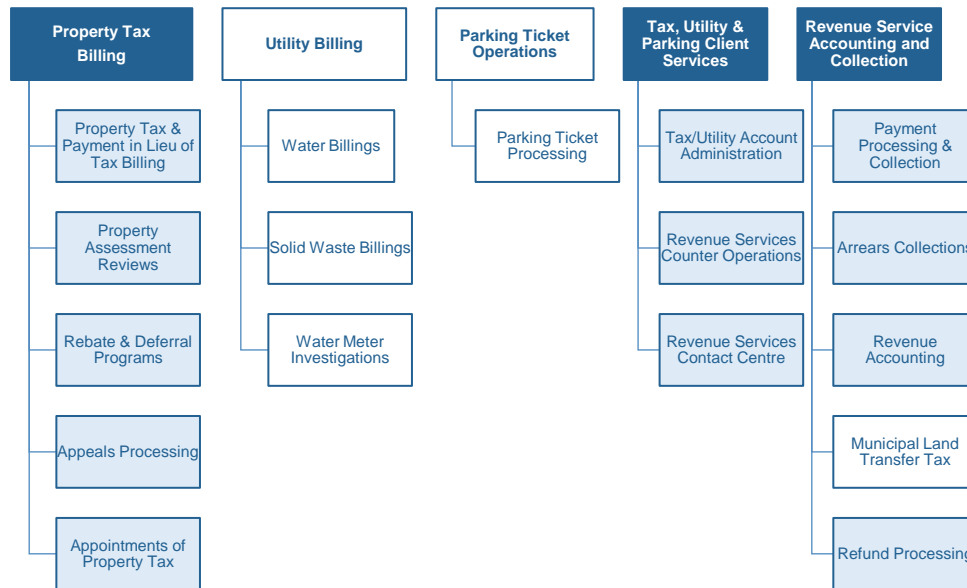 Property Tax
Billing
Property Tax &
Payment in Lieu of
Tax Billing
Property
Assessment
Reviews
Rebate & Deferral
Programs
Appeals Processing
Appointments of
Property Tax
Utility Billing
Water Billings
Solid Waste Billings
Water Meter
Investigations
Parking Ticket
Operations
Parking Ticket
Processing
Tax, Utility &
Parking Client
Services
Tax/Utility Account
Administration
Revenue Services
Counter Operations
Revenue Services
Contact Centre
Revenue Service
Accounting and
Collection
Payment
Processing &
Collection
Arrears Collections
Revenue
Accounting
Municipal Land
Transfer Tax
Refund Processing